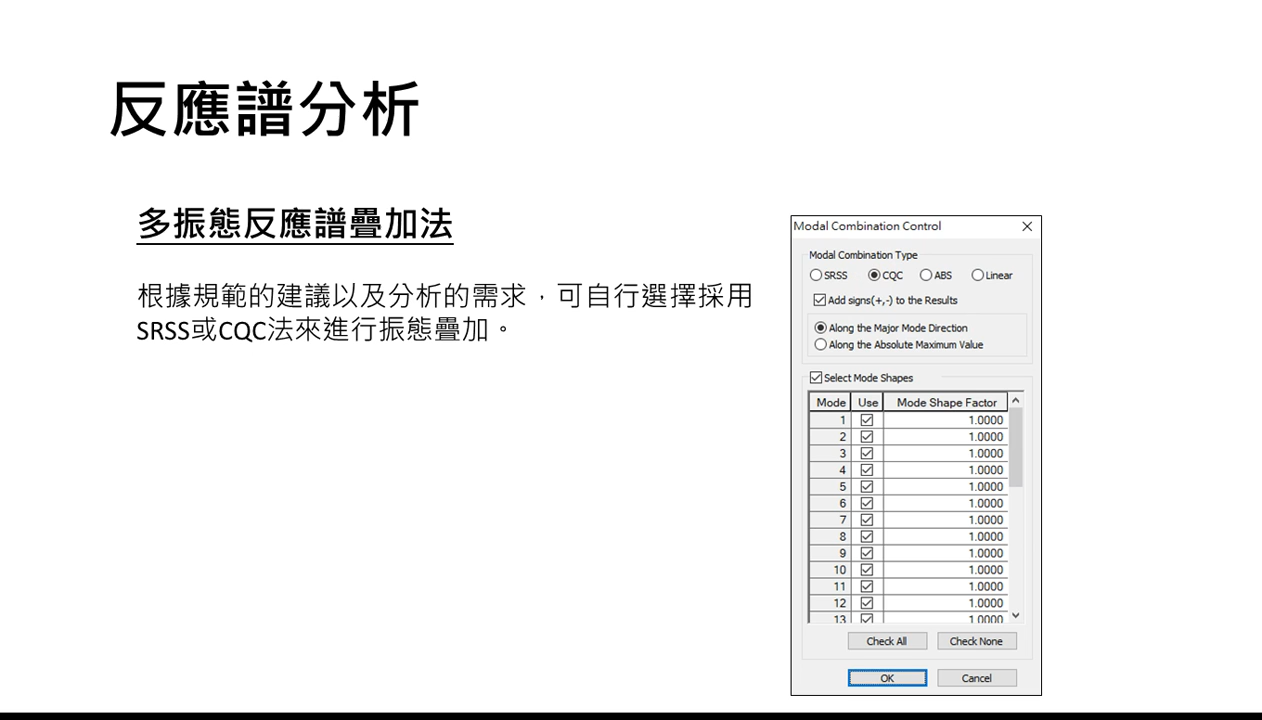 反應譜分析
多振態反應譜疊加法
根據規範的建議以及分析的需求，可自行選擇採用
SRSS或CQC法來進行振態疊加。
Modal Combination Control
Modal Combination Type
SRSS CQC ABS Linear
Add signs(+,-) to the Results
Along the Major Mode Direction
Along the Absolute Maximum Value
Select Mode Shapes
Mode Use Mode Shape Factor
1 1.0000
2 1.0000
3 1.0000
4 1.0000
5 1.0000
6 1.0000
7 1.0000
8 1.0000
9 1.0000
10 1.0000
11 1.0000
12 1.0000
13 1.0000
Check All Check None
OK Cancel